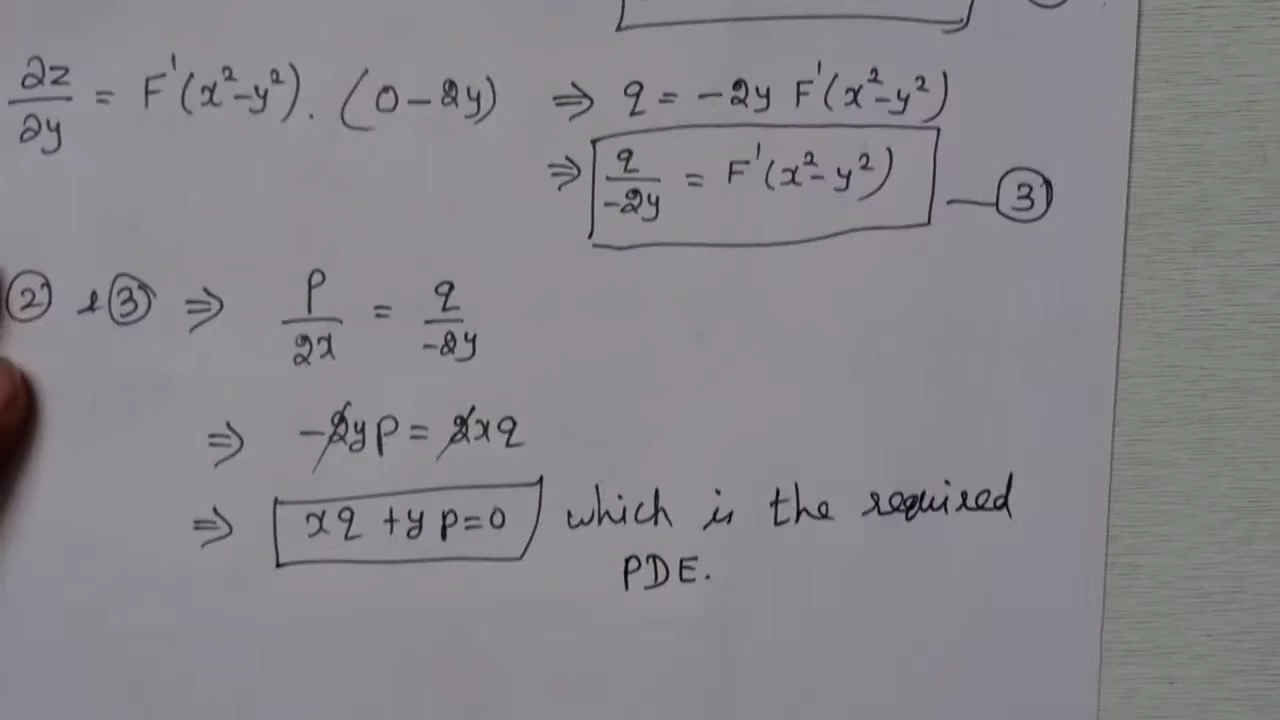 ∂z/∂y = F'(x²-y²). (0-2y) ⇒ q = -2y F'(x²-y²)
⇒ q/-2y = F'(x²-y²) — ③
② & ③ ⇒ p/2x = q/-2y
⇒ -2yp = 2xq
⇒ xq + yp=0 which is the required
PDE.